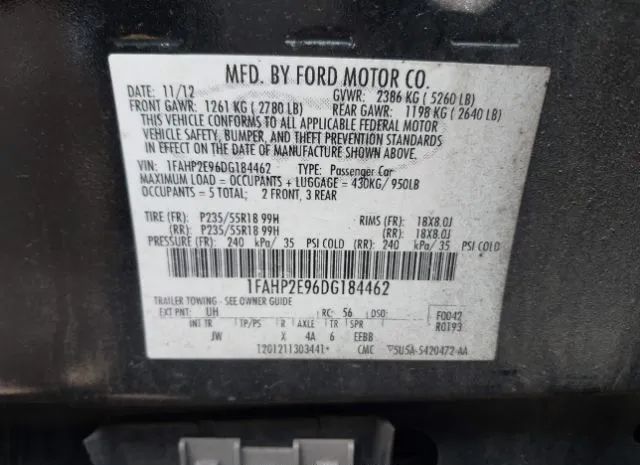 MFD. BY FORD MOTOR CO.
DATE: 11/12 GVWR: 2386 KG ( 5260 LB)
FRONT GAWR: 1261 KG ( 2780 LB) REAR GAWR: 1198 KG ( 2640 LB)
THIS VEHICLE CONFORMS TO ALL APPLICABLE FEDERAL MOTOR
VEHICLE SAFETY, BUMPER, AND THEFT PREVENTION STANDARDS
IN EFFECT ON THE DATE OF MANUFACTURE SHOWN ABOVE.
VIN: 1FAHP2E96DG184462 TYPE: Passenger Car
MAXIMUM LOAD = OCCUPANTS + LUGGAGE = 430KG/ 950LB
OCCUPANTS = 5 TOTAL; 2 FRONT, 3 REAR
TIRE (FR): P235/55R18 99H RIMS (FR): 18X8.0J
(RR): P235/55R18 99H (RR): 18X8.0J
PRESSURE (FR): 240 kPa/ 35 PSI COLD (RR): 240 kPa/ 35 PSI COLD
1FAHP2E96DG184462
TRAILER TOWING - SEE OWNER GUIDE
EXT PNT: UH RC: 56 DSO: F0042
INT TR TP/PS R AXLE TR SPR R0193
JW X 4A 6 EEBB
T201211303441* CMC ▽5U5A-5420472-AA